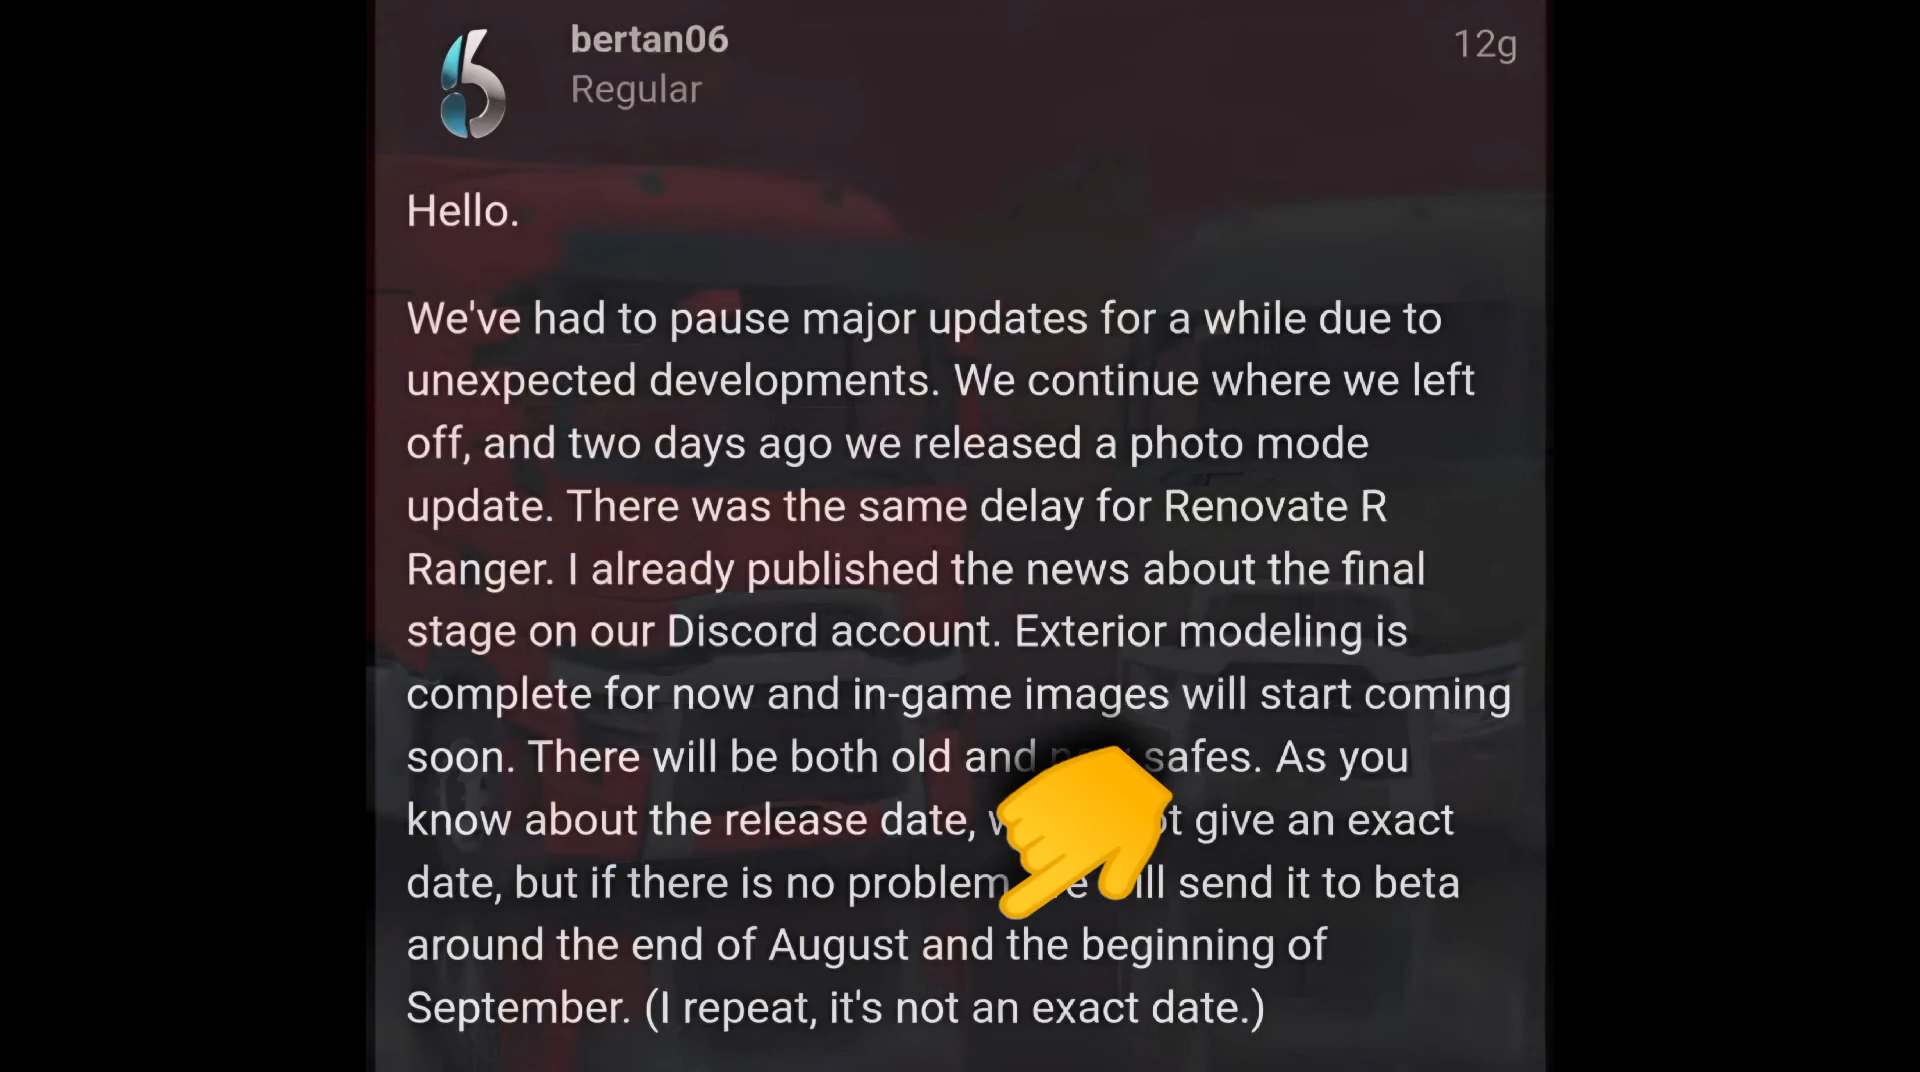 bertan06
Regular
12g
Hello.
We've had to pause major updates for a while due to
unexpected developments. We continue where we left
off, and two days ago we released a photo mode
update. There was the same delay for Renovate R
Ranger. I already published the news about the final
stage on our Discord account. Exterior modeling is
complete for now and in-game images will start coming
soon. There will be both old and safes. As you
know about the release date, give an exact
date, but if there is no problem send it to beta
around the end of August and the beginning of
September. (I repeat, it's not an exact date.)